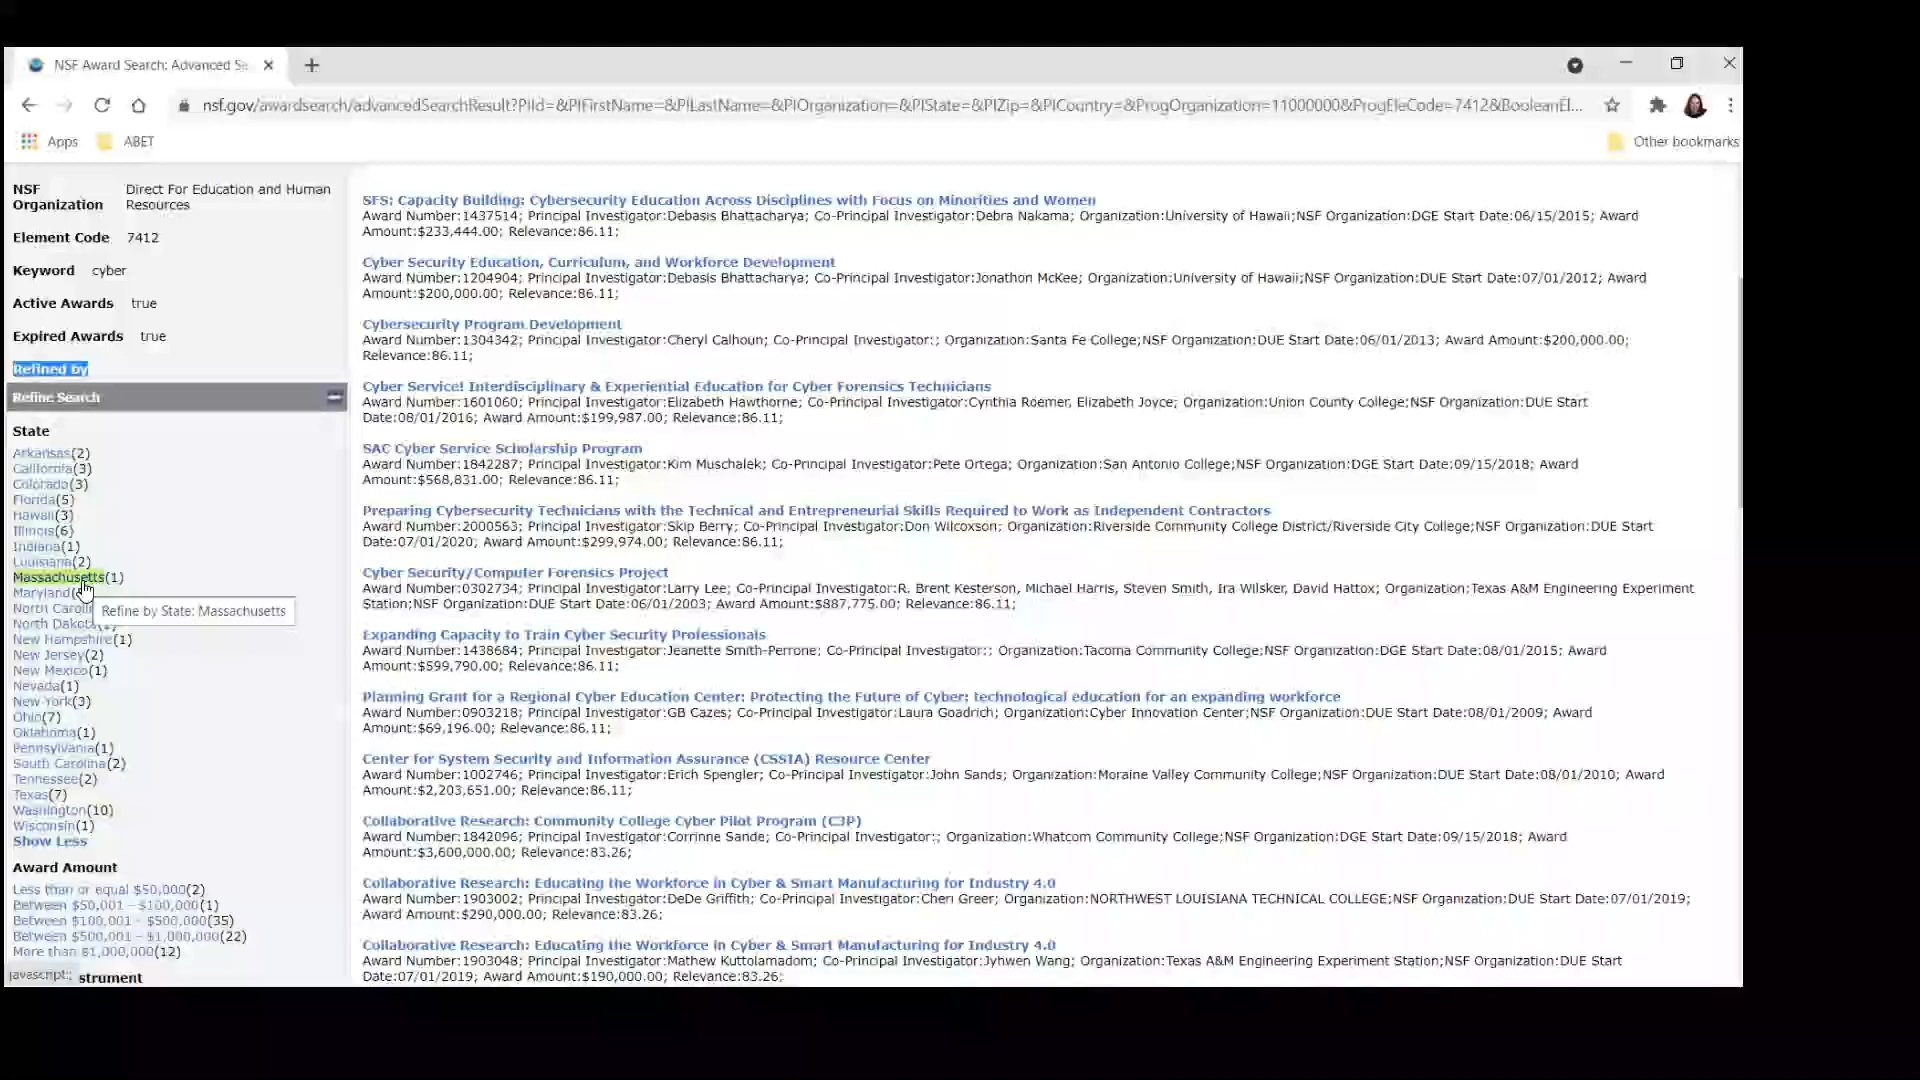 NSF Award Search: Advanced Se
nsf.gov/awardsearch/advancedSearchResult?PIId=&PIFirstName=&PILastName=&PIOrganization=&PIState=&PIZip=&PICountry=&ProgOrganization=11000000&ProgEleCode=7412&BooleanEl...
Apps ABET Other bookmarks
NSF Organization Direct For Education and Human Resources
Element Code 7412
Keyword cyber
Active Awards true
Expired Awards true
Refined by
Refine Search
State
Arkansas(2)
California(3)
Colorado(3)
Florida(5)
Hawaii(3)
Illinois(6)
Indiana(1)
Louisiana(2)
Massachusetts(1)
Maryland(
Refine by State: Massachusetts
North Carolin
North Dakota(1)
New Hampshire(1)
New Jersey(2)
New Mexico(1)
Nevada(1)
New York(3)
Ohio(7)
Oklahoma(1)
Pennsylvania(1)
South Carolina(2)
Tennessee(2)
Texas(7)
Washington(10)
Wisconsin(1)
Show Less
Award Amount
Less than or equal $50,000(2)
Between $50,001 - $100,000(1)
Between $100,001 - $500,000(35)
Between $500,001 - $1,000,000(22)
More than $1,000,000(12)
javascript:;
strument
SFS: Capacity Building: Cybersecurity Education Across Disciplines with Focus on Minorities and Women
Award Number:1437514; Principal Investigator:Debasis Bhattacharya; Co-Principal Investigator:Debra Nakama; Organization:University of Hawaii;NSF Organization:DGE Start Date:06/15/2015; Award
Amount:$233,444.00; Relevance:86.11;
Cyber Security Education, Curriculum, and Workforce Development
Award Number:1204904; Principal Investigator:Debasis Bhattacharya; Co-Principal Investigator:Jonathon McKee; Organization:University of Hawaii;NSF Organization:DUE Start Date:07/01/2012; Award
Amount:$200,000.00; Relevance:86.11;
Cybersecurity Program Development
Award Number:1304342; Principal Investigator:Cheryl Calhoun; Co-Principal Investigator:; Organization:Santa Fe College;NSF Organization:DUE Start Date:06/01/2013; Award Amount:$200,000.00;
Relevance:86.11;
Cyber Service! Interdisciplinary & Experiential Education for Cyber Forensics Technicians
Award Number:1601060; Principal Investigator:Elizabeth Hawthorne; Co-Principal Investigator:Cynthia Roemer, Elizabeth Joyce; Organization:Union County College;NSF Organization:DUE Start
Date:08/01/2016; Award Amount:$199,987.00; Relevance:86.11;
SAC Cyber Service Scholarship Program
Award Number:1842287; Principal Investigator:Kim Muschalek; Co-Principal Investigator:Pete Ortega; Organization:San Antonio College;NSF Organization:DGE Start Date:09/15/2018; Award
Amount:$568,831.00; Relevance:86.11;
Preparing Cybersecurity Technicians with the Technical and Entrepreneurial Skills Required to Work as Independent Contractors
Award Number:2000563; Principal Investigator:Skip Berry; Co-Principal Investigator:Don Wilcoxson; Organization:Riverside Community College District/Riverside City College;NSF Organization:DUE Start
Date:07/01/2020; Award Amount:$299,974.00; Relevance:86.11;
Cyber Security/Computer Forensics Project
Award Number:0302734; Principal Investigator:Larry Lee; Co-Principal Investigator:R. Brent Kesterson, Michael Harris, Steven Smith, Ira Wilsker, David Hattox; Organization:Texas A&M Engineering Experiment
Station;NSF Organization:DUE Start Date:06/01/2003; Award Amount:$887,775.00; Relevance:86.11;
Expanding Capacity to Train Cyber Security Professionals
Award Number:1438684; Principal Investigator:Jeanette Smith-Perrone; Co-Principal Investigator:; Organization:Tacoma Community College;NSF Organization:DGE Start Date:08/01/2015; Award
Amount:$599,790.00; Relevance:86.11;
Planning Grant for a Regional Cyber Education Center: Protecting the Future of Cyber; technological education for an expanding workforce
Award Number:0903218; Principal Investigator:GB Cazes; Co-Principal Investigator:Laura Goadrich; Organization:Cyber Innovation Center;NSF Organization:DUE Start Date:08/01/2009; Award
Amount:$69,196.00; Relevance:86.11;
Center for System Security and Information Assurance (CSSIA) Resource Center
Award Number:1002746; Principal Investigator:Erich Spengler; Co-Principal Investigator:John Sands; Organization:Moraine Valley Community College;NSF Organization:DUE Start Date:08/01/2010; Award
Amount:$2,203,651.00; Relevance:86.11;
Collaborative Research: Community College Cyber Pilot Program (C3P)
Award Number:1842096; Principal Investigator:Corrinne Sande; Co-Principal Investigator:; Organization:Whatcom Community College;NSF Organization:DGE Start Date:09/15/2018; Award
Amount:$3,600,000.00; Relevance:83.26;
Collaborative Research: Educating the Workforce in Cyber & Smart Manufacturing for Industry 4.0
Award Number:1903002; Principal Investigator:DeDe Griffith; Co-Principal Investigator:Cheri Greer; Organization:NORTHWEST LOUISIANA TECHNICAL COLLEGE;NSF Organization:DUE Start Date:07/01/2019;
Award Amount:$290,000.00; Relevance:83.26;
Collaborative Research: Educating the Workforce in Cyber & Smart Manufacturing for Industry 4.0
Award Number:1903048; Principal Investigator:Mathew Kuttolamadom; Co-Principal Investigator:Jyhwen Wang; Organization:Texas A&M Engineering Experiment Station;NSF Organization:DUE Start
Date:07/01/2019; Award Amount:$190,000.00; Relevance:83.26;